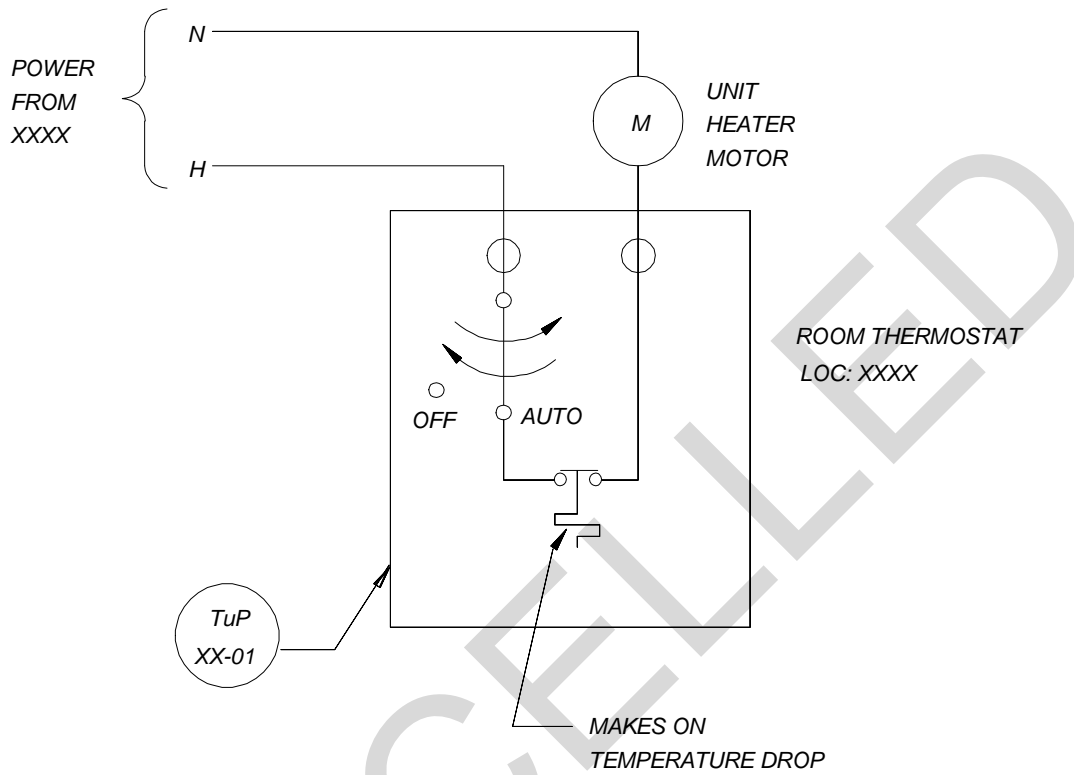 N
POWER
FROM
XXXX
H
M
UNIT
HEATER
MOTOR
ROOM THERMOSTAT
LOC: XXXX
OFF
AUTO
TuP
XX-01
MAKES ON
TEMPERATURE DROP
CELLED